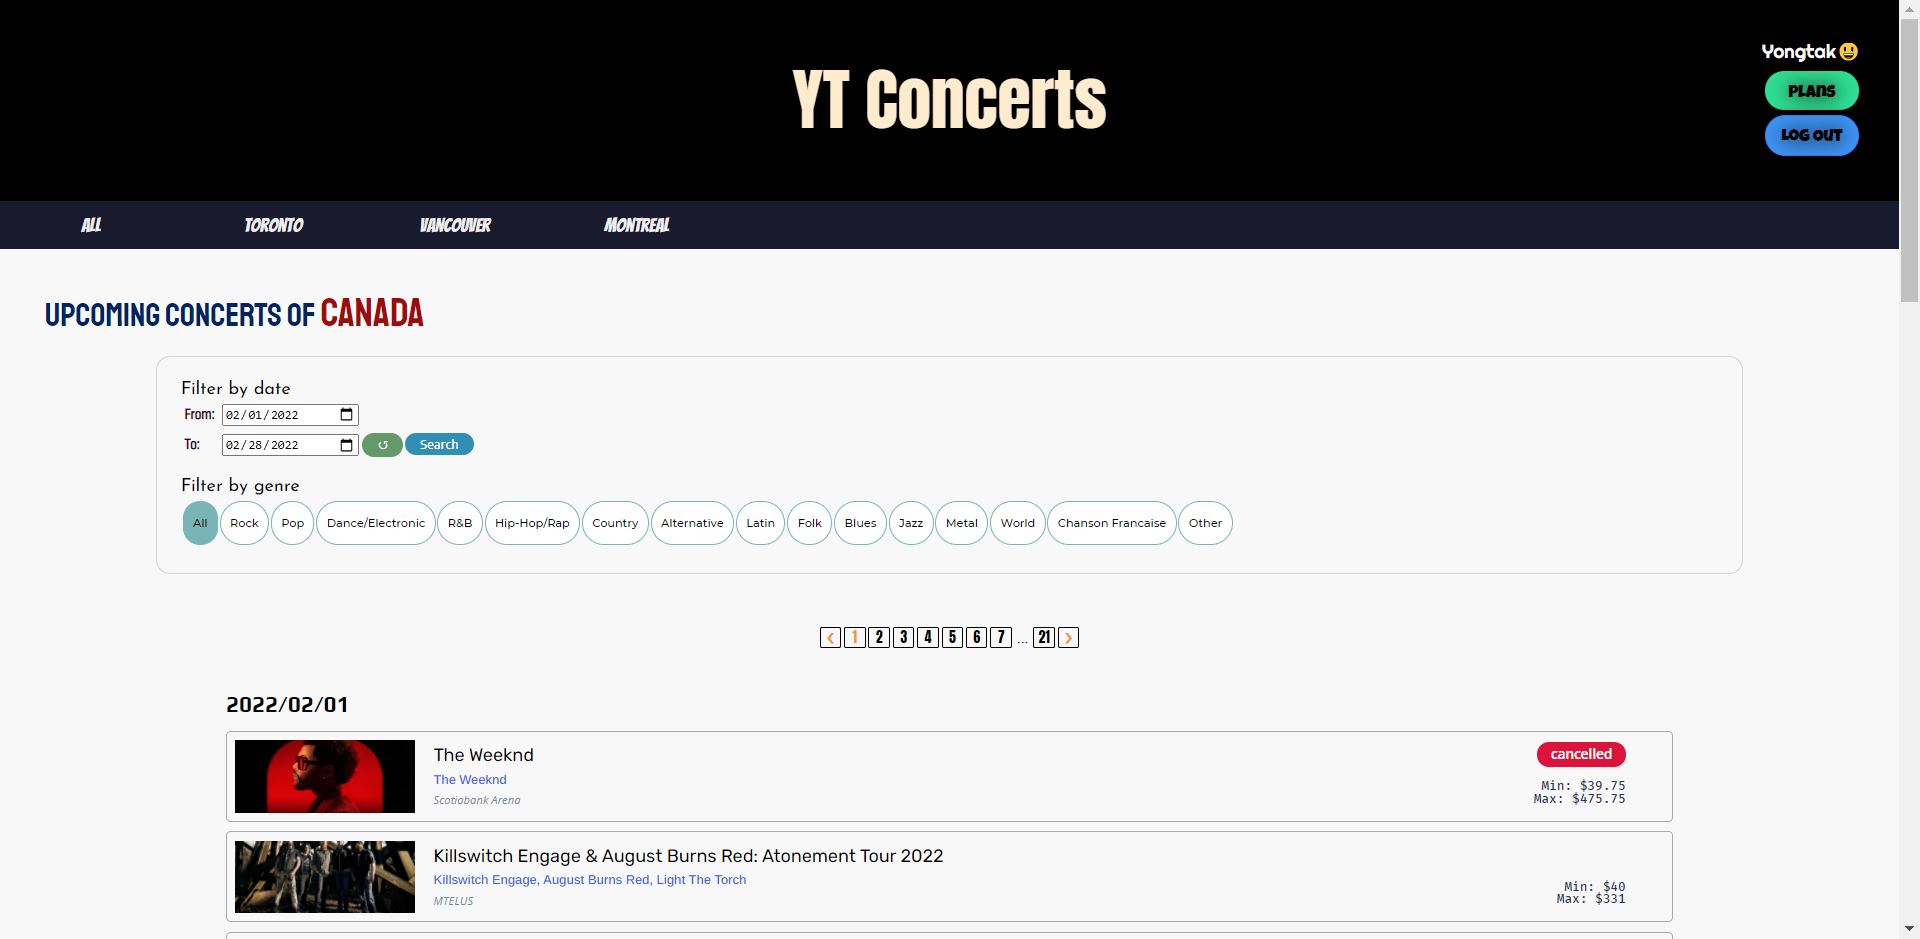 YT Concerts
Yongtak😃
PLANS
LOG OUT
ALL TORONTO VANCOUVER MONTREAL
UPCOMING CONCERTS OF CANADA
Filter by date
From: 02/01/2022
To: 02/28/2022 ↺ Search
Filter by genre
All Rock Pop Dance/Electronic R&B Hip-Hop/Rap Country Alternative Latin Folk Blues Jazz Metal World Chanson Francaise Other
‹ 1 2 3 4 5 6 7 ... 21 ›
2022/02/01
The Weeknd
cancelled
The Weeknd
Min: $39.75
Scotiabank Arena
Max: $475.75
Killswitch Engage & August Burns Red: Atonement Tour 2022
Killswitch Engage, August Burns Red, Light The Torch
Min: $40
MTELUS
Max: $331